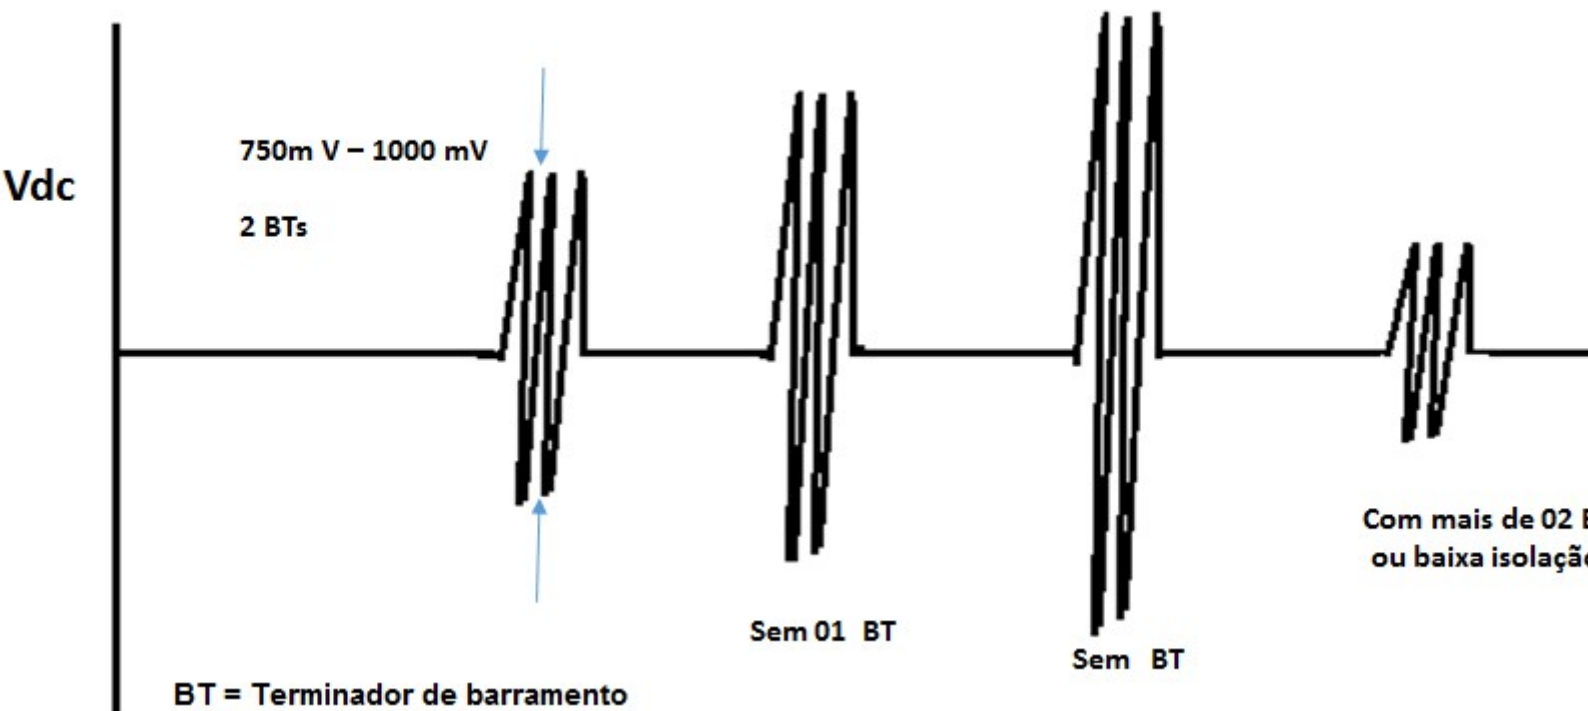 750m V – 1000 mV
Vdc
2 BTs
Com mais de 02
ou baixa isolação
Sem 01 BT
Sem BT
BT = Terminador de barramento